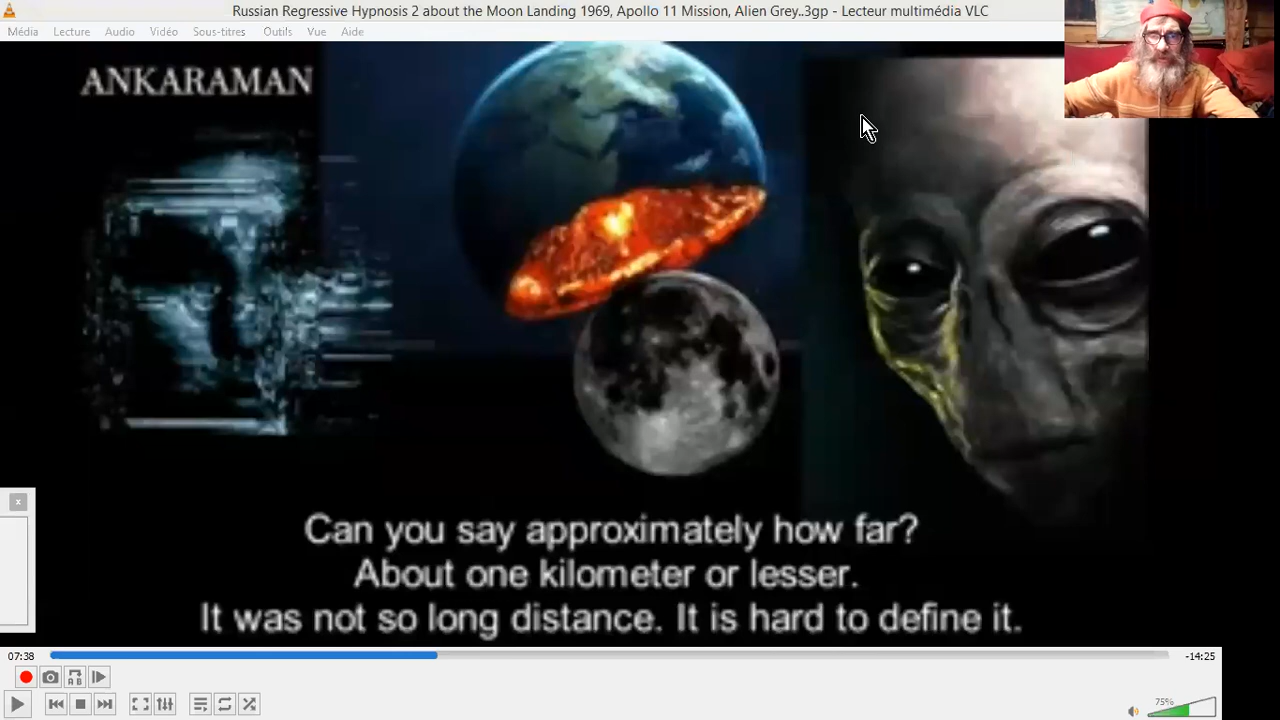 Russian Regressive Hypnosis 2 about the Moon Landing 1969, Apollo 11 Mission, Alien Grey..3gp - Lecteur multimédia VLC
Média Lecture Audio Vidéo Sous-titres Outils Vue Aide
ANKARAMAN
Can you say approximately how far?
About one kilometer or lesser.
It was not so long distance. It is hard to define it.
07:38 -14:25
75%